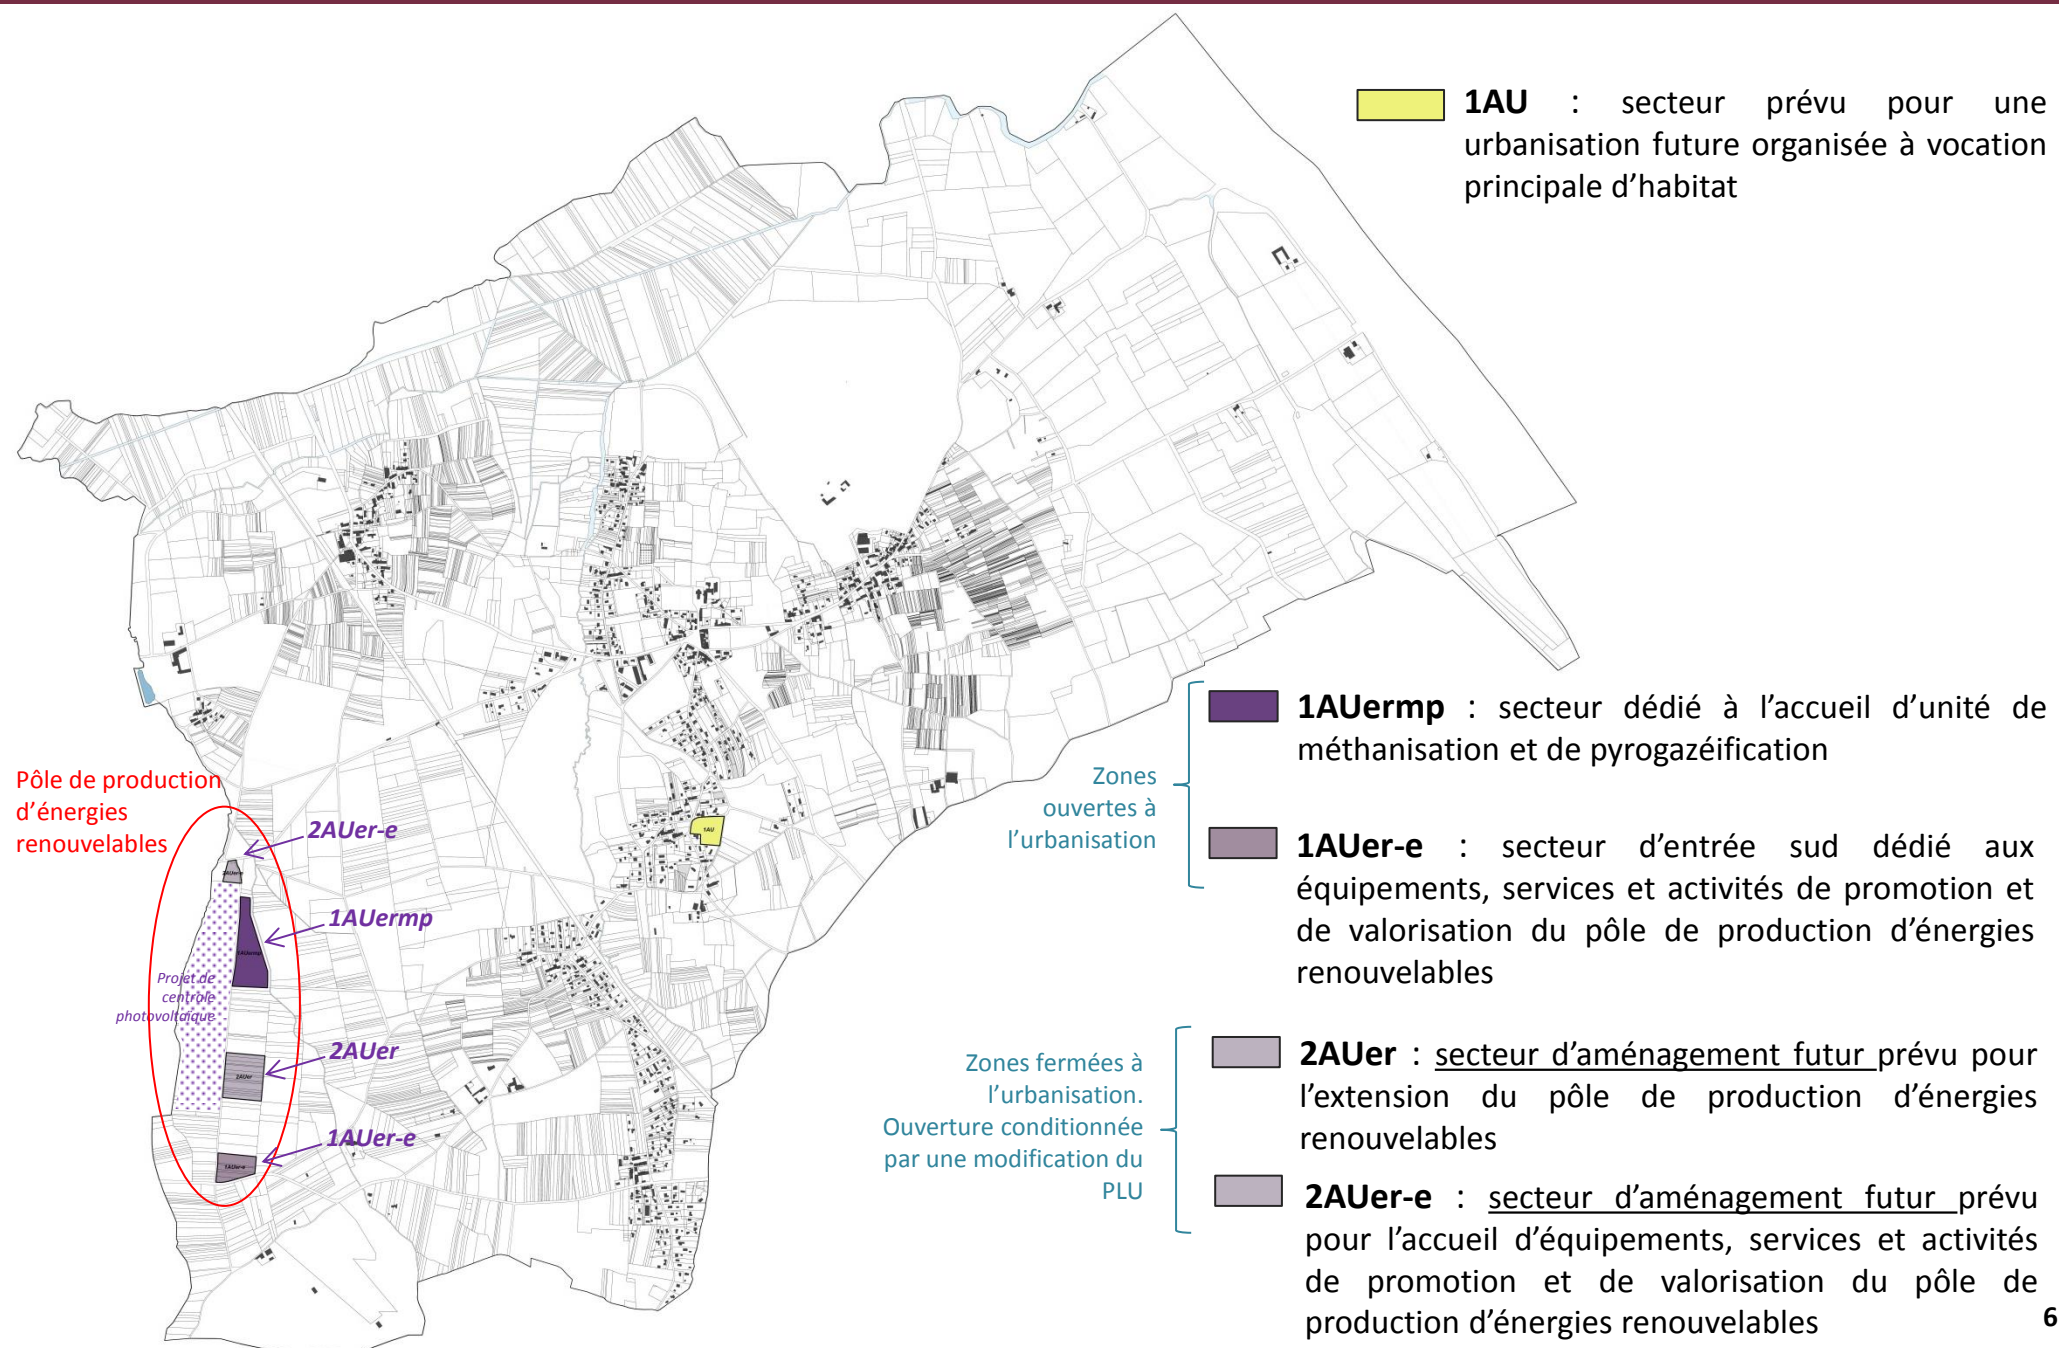 1AU : secteur prévu pour une
urbanisation future organisée à vocation
principale d’habitat
1AUermp : secteur dédié à l’accueil d’unité de
méthanisation et de pyrogazéification
Zones
ouvertes à
l’urbanisation
1AUer-e : secteur d’entrée sud dédié aux
équipements, services et activités de promotion et
de valorisation du pôle de production d’énergies
renouvelables
Pôle de production
d’énergies
renouvelables
2AUer-e
2AUer-e
1AU
1AUermp
1AUermp
Projet de
centrale
photovoltaïque
2AUer
2AUer
1AUer-e
1AUer-e
Zones fermées à
l’urbanisation.
Ouverture conditionnée
par une modification du
PLU
2AUer : secteur d’aménagement futur prévu pour
l’extension du pôle de production d’énergies
renouvelables
2AUer-e : secteur d’aménagement futur prévu
pour l’accueil d’équipements, services et activités
de promotion et de valorisation du pôle de
production d’énergies renouvelables
6